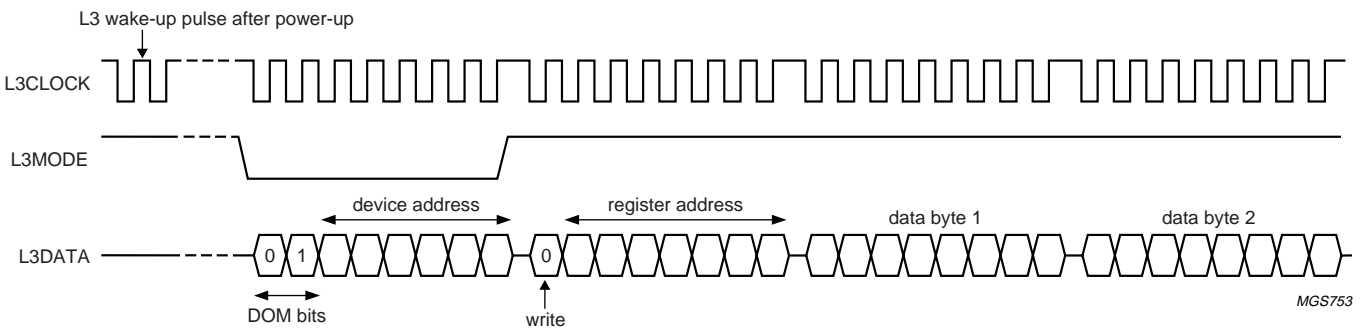 L3 wake-up pulse after power-up
L3CLOCK
L3MODE
device address
register address
data byte 1
data byte 2
L3DATA
0 1
0
DOM bits
write
MGS753